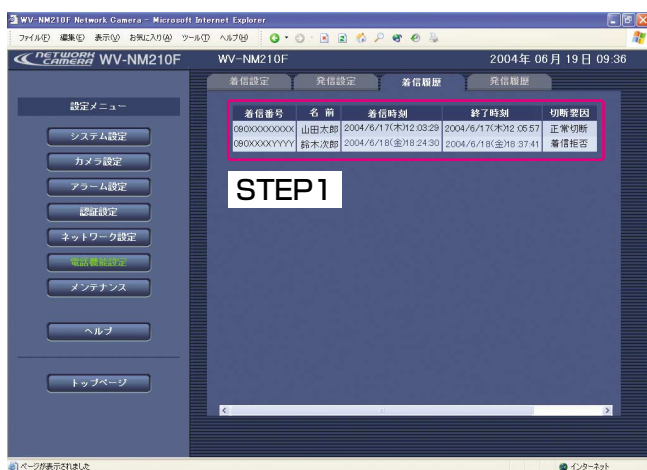 WV-NM210F Network Camera - Microsoft Internet Explorer
ファイル(F) 編集(E) 表示(V) お気に入り(A) ツール(T) ヘルプ(H)
NETWORK CAMERA WV-NM210F WV-NM210F 2004年 06月 19日 09:36
着信設定 発信設定 着信履歴 発信履歴
設定メニュー
システム設定
カメラ設定
アラーム設定
認証設定
ネットワーク設定
電話機能設定
メンテナンス
ヘルプ
トップページ
着信番号 名 前 着信時刻 終了時刻 切断要因
090XXXXXXXX 山田太郎 2004/6/17(木)12:03:29 2004/6/17(木)12:05:57 正常切断
090XXXXYYYY 鈴木次郎 2004/6/18(金)18:24:30 2004/6/18(金)18:37:41 着信拒否
STEP1
ページが表示されました インターネット